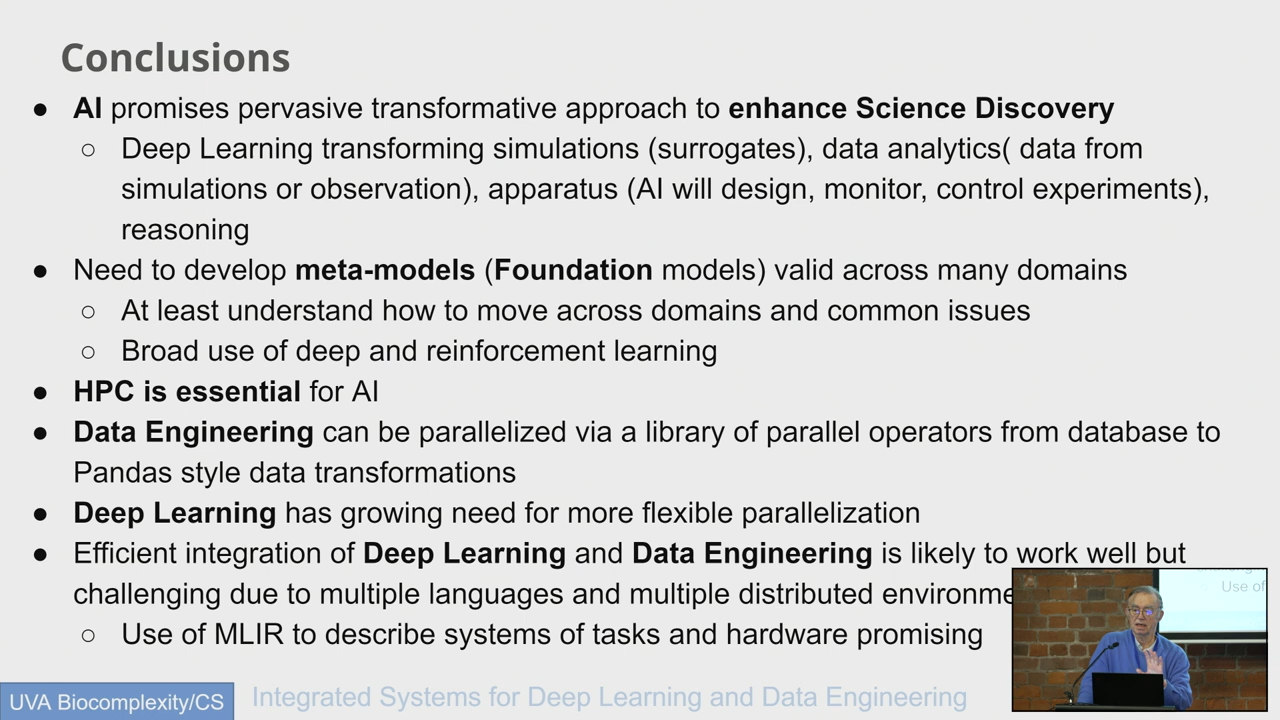 Conclusions
● AI promises pervasive transformative approach to enhance Science Discovery
○ Deep Learning transforming simulations (surrogates), data analytics( data from
simulations or observation), apparatus (AI will design, monitor, control experiments),
reasoning
● Need to develop meta-models (Foundation models) valid across many domains
○ At least understand how to move across domains and common issues
○ Broad use of deep and reinforcement learning
● HPC is essential for AI
● Data Engineering can be parallelized via a library of parallel operators from database to
Pandas style data transformations
● Deep Learning has growing need for more flexible parallelization
● Efficient integration of Deep Learning and Data Engineering is likely to work well but
challenging due to multiple languages and multiple distributed environme
○ Use of MLIR to describe systems of tasks and hardware promising
Use of
UVA Biocomplexity/CS
Integrated Systems for Deep Learning and Data Engineering